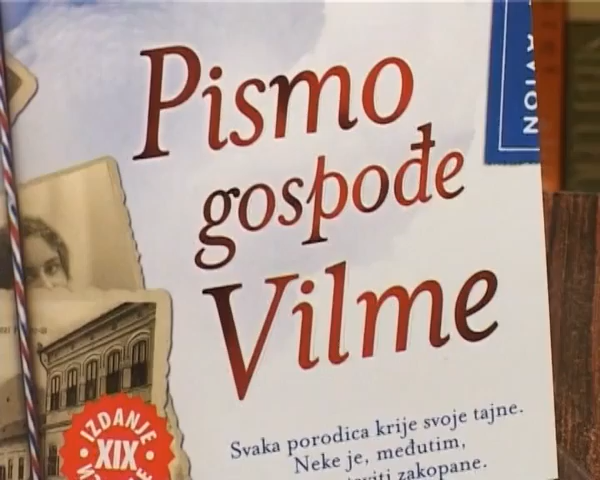 Pismo
gospođe
Vilme
AVION
Svaka porodica krije svoje tajne.
Neke je, međutim,
zakopane.
IZDANJE
XIX